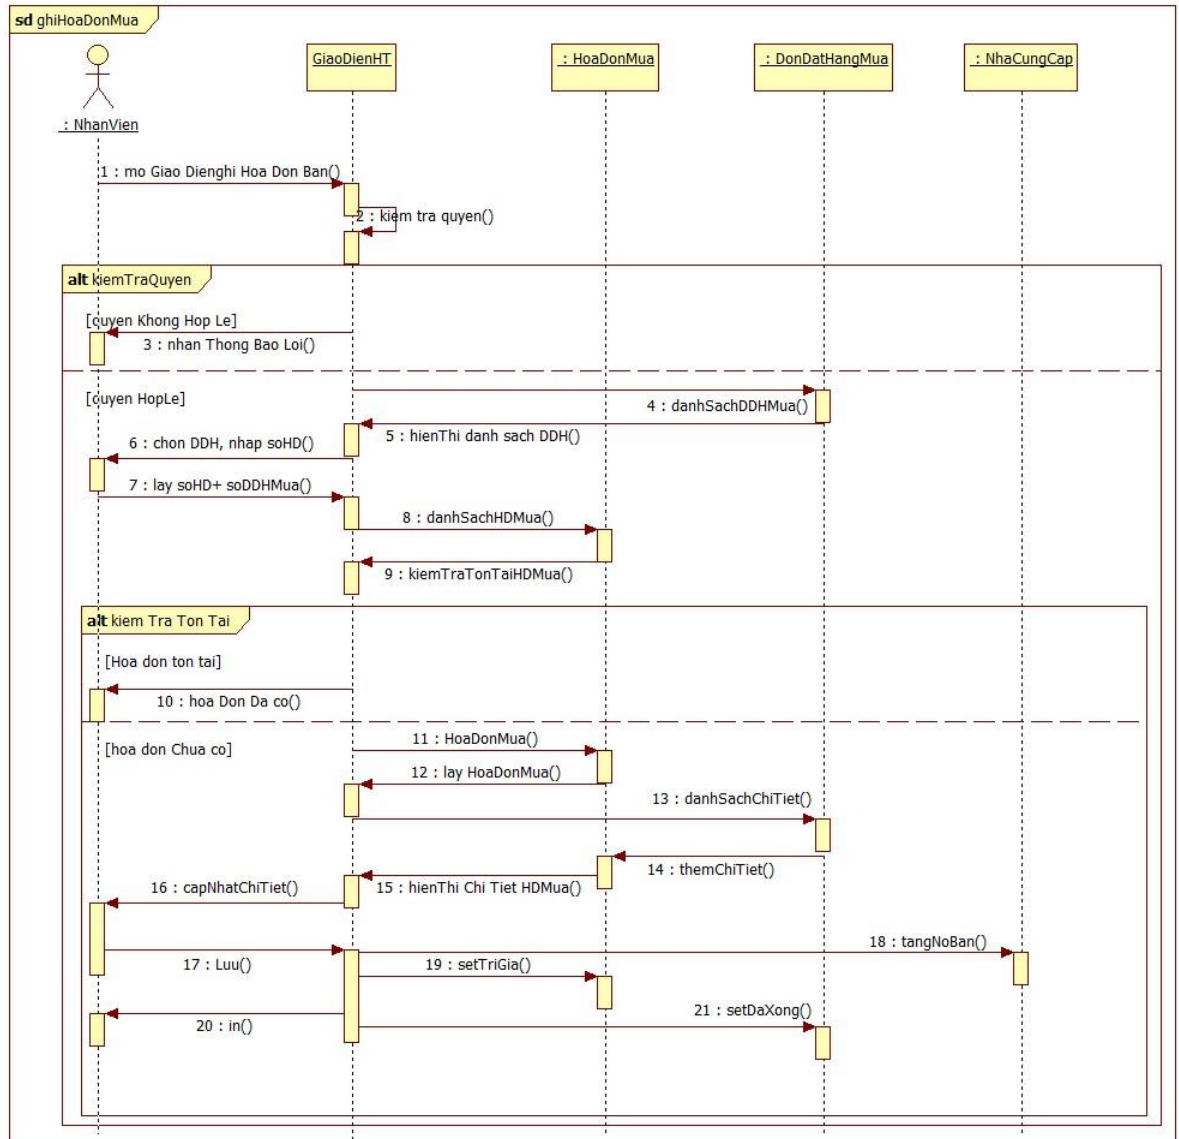 sd ghiHoaDonMua
GiaoDienHT
: HoaDonMua
: DonDatHangMua
: NhaCungCap
: NhanVien
1 : mo Giao Dienghi Hoa Don Ban()
2 : kiem tra quyen()
alt kiemTraQuyen
[quyen Khong Hop Le]
3 : nhan Thong Bao Loi()
[quyen HopLe]
4 : danhSachDDHMua()
5 : hienThi danh sach DDH()
6 : chon DDH, nhap soHD()
7 : lay soHD+ soDDHMua()
8 : danhSachHDMua()
9 : kiemTraTonTaiHDMua()
alt kiem Tra Ton Tai
[Hoa don ton tai]
10 : hoa Don Da co()
[hoa don Chua co]
11 : HoaDonMua()
12 : lay HoaDonMua()
13 : danhSachChiTiet()
14 : themChiTiet()
15 : hienThi Chi Tiet HDMua()
16 : capNhatChiTiet()
17 : Luu()
18 : tangNoBan()
19 : setTriGia()
20 : in()
21 : setDaXong()